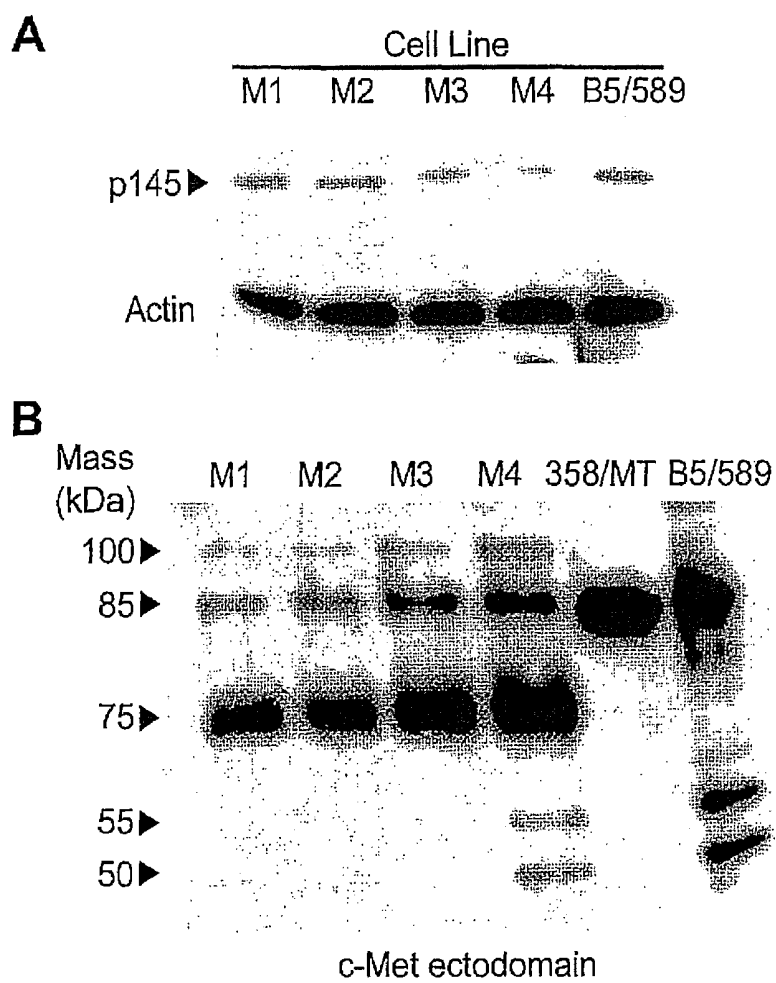 A
Cell Line
M1 M2 M3 M4 B5/589
p145
Actin
B
Mass
(kDa)
M1 M2 M3 M4 358/MT B5/589
100
85
75
55
50
c-Met ectodomain